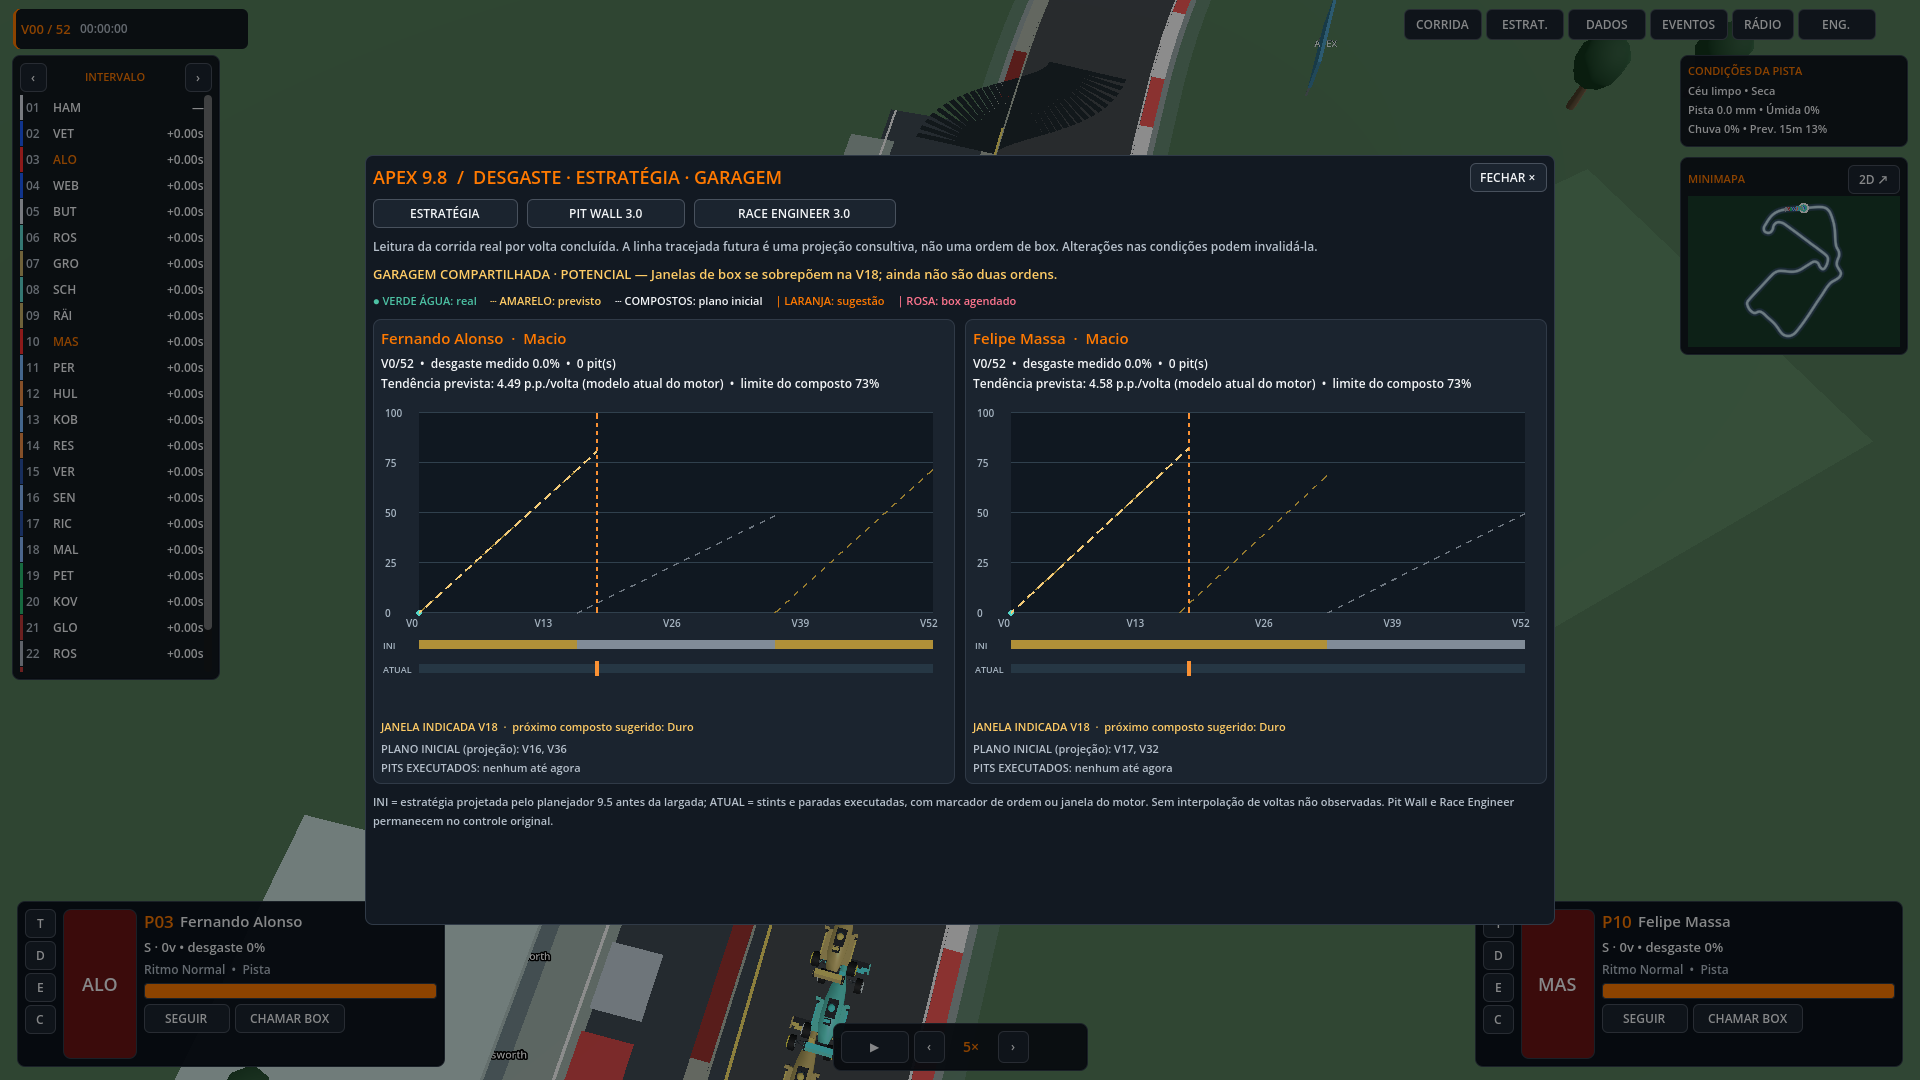 V00 / 52 00:00:00
CORRIDA ESTRAT. DADOS EVENTOS RÁDIO ENG.
‹ INTERVALO ›
01 HAM —
02 VET +0.00s
03 ALO +0.00s
04 WEB +0.00s
05 BUT +0.00s
06 ROS +0.00s
07 GRO +0.00s
08 SCH +0.00s
09 RÄI +0.00s
10 MAS +0.00s
11 PER +0.00s
12 HUL +0.00s
13 KOB +0.00s
14 RES +0.00s
15 VER +0.00s
16 SEN +0.00s
17 RIC +0.00s
18 MAL +0.00s
19 PET +0.00s
20 KOV +0.00s
21 GLO +0.00s
22 ROS +0.00s
CONDIÇÕES DA PISTA
Céu limpo • Seca
Pista 0.0 mm • Úmida 0%
Chuva 0% • Prev. 15m 13%
MINIMAPA 2D ↗
APEX 9.8 / DESGASTE · ESTRATÉGIA · GARAGEM FECHAR ×
ESTRATÉGIA PIT WALL 3.0 RACE ENGINEER 3.0
Leitura da corrida real por volta concluída. A linha tracejada futura é uma projeção consultiva, não uma ordem de box. Alterações nas condições podem invalidá-la.
GARAGEM COMPARTILHADA · POTENCIAL — Janelas de box se sobrepõem na V18; ainda não são duas ordens.
● VERDE ÁGUA: real ┄ AMARELO: previsto ┄ COMPOSTOS: plano inicial | LARANJA: sugestão | ROSA: box agendado
Fernando Alonso · Macio
V0/52 • desgaste medido 0.0% • 0 pit(s)
Tendência prevista: 4.49 p.p./volta (modelo atual do motor) • limite do composto 73%
100
75
50
25
0
V0 V13 V26 V39 V52
INI
ATUAL
JANELA INDICADA V18 · próximo composto sugerido: Duro
PLANO INICIAL (projeção): V16, V36
PITS EXECUTADOS: nenhum até agora
Felipe Massa · Macio
V0/52 • desgaste medido 0.0% • 0 pit(s)
Tendência prevista: 4.58 p.p./volta (modelo atual do motor) • limite do composto 73%
100
75
50
25
0
V0 V13 V26 V39 V52
INI
ATUAL
JANELA INDICADA V18 · próximo composto sugerido: Duro
PLANO INICIAL (projeção): V17, V32
PITS EXECUTADOS: nenhum até agora
INI = estratégia projetada pelo planejador 9.5 antes da largada; ATUAL = stints e paradas executadas, com marcador de ordem ou janela do motor. Sem interpolação de voltas não observadas. Pit Wall e Race Engineer
permanecem no controle original.
T
D
E
C
ALO
P03 Fernando Alonso
S · 0v • desgaste 0%
Ritmo Normal • Pista
SEGUIR CHAMAR BOX
orth
sworth
▶ ‹ 5× ›
D
E
C
MAS
P10 Felipe Massa
S · 0v • desgaste 0%
Ritmo Normal • Pista
SEGUIR CHAMAR BOX